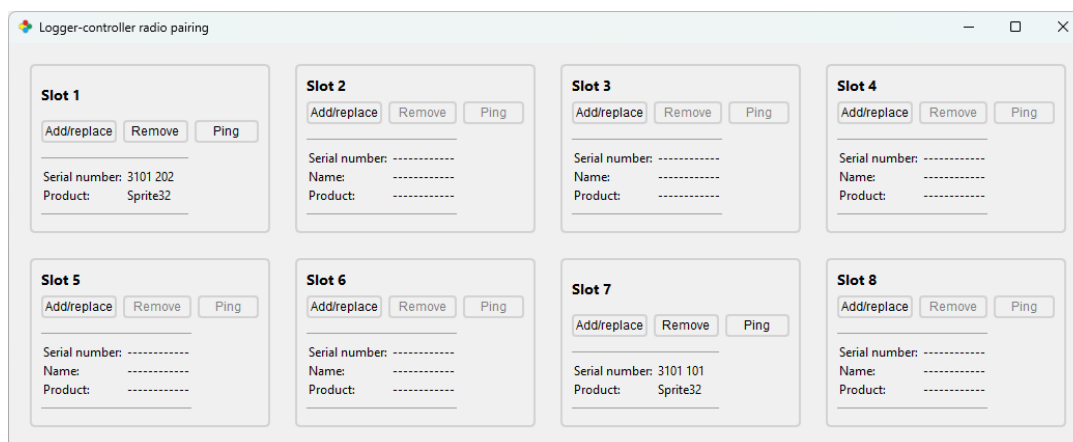 Logger-controller radio pairing
Slot 1
Add/replace Remove Ping
Serial number: 3101 202
Product: Sprite32
Slot 2
Add/replace Remove Ping
Serial number: ------------
Name: ------------
Product: ------------
Slot 3
Add/replace Remove Ping
Serial number: ------------
Name: ------------
Product: ------------
Slot 4
Add/replace Remove Ping
Serial number: ------------
Name: ------------
Product: ------------
Slot 5
Add/replace Remove Ping
Serial number: ------------
Name: ------------
Product: ------------
Slot 6
Add/replace Remove Ping
Serial number: ------------
Name: ------------
Product: ------------
Slot 7
Add/replace Remove Ping
Serial number: 3101 101
Product: Sprite32
Slot 8
Add/replace Remove Ping
Serial number: ------------
Name: ------------
Product: ------------